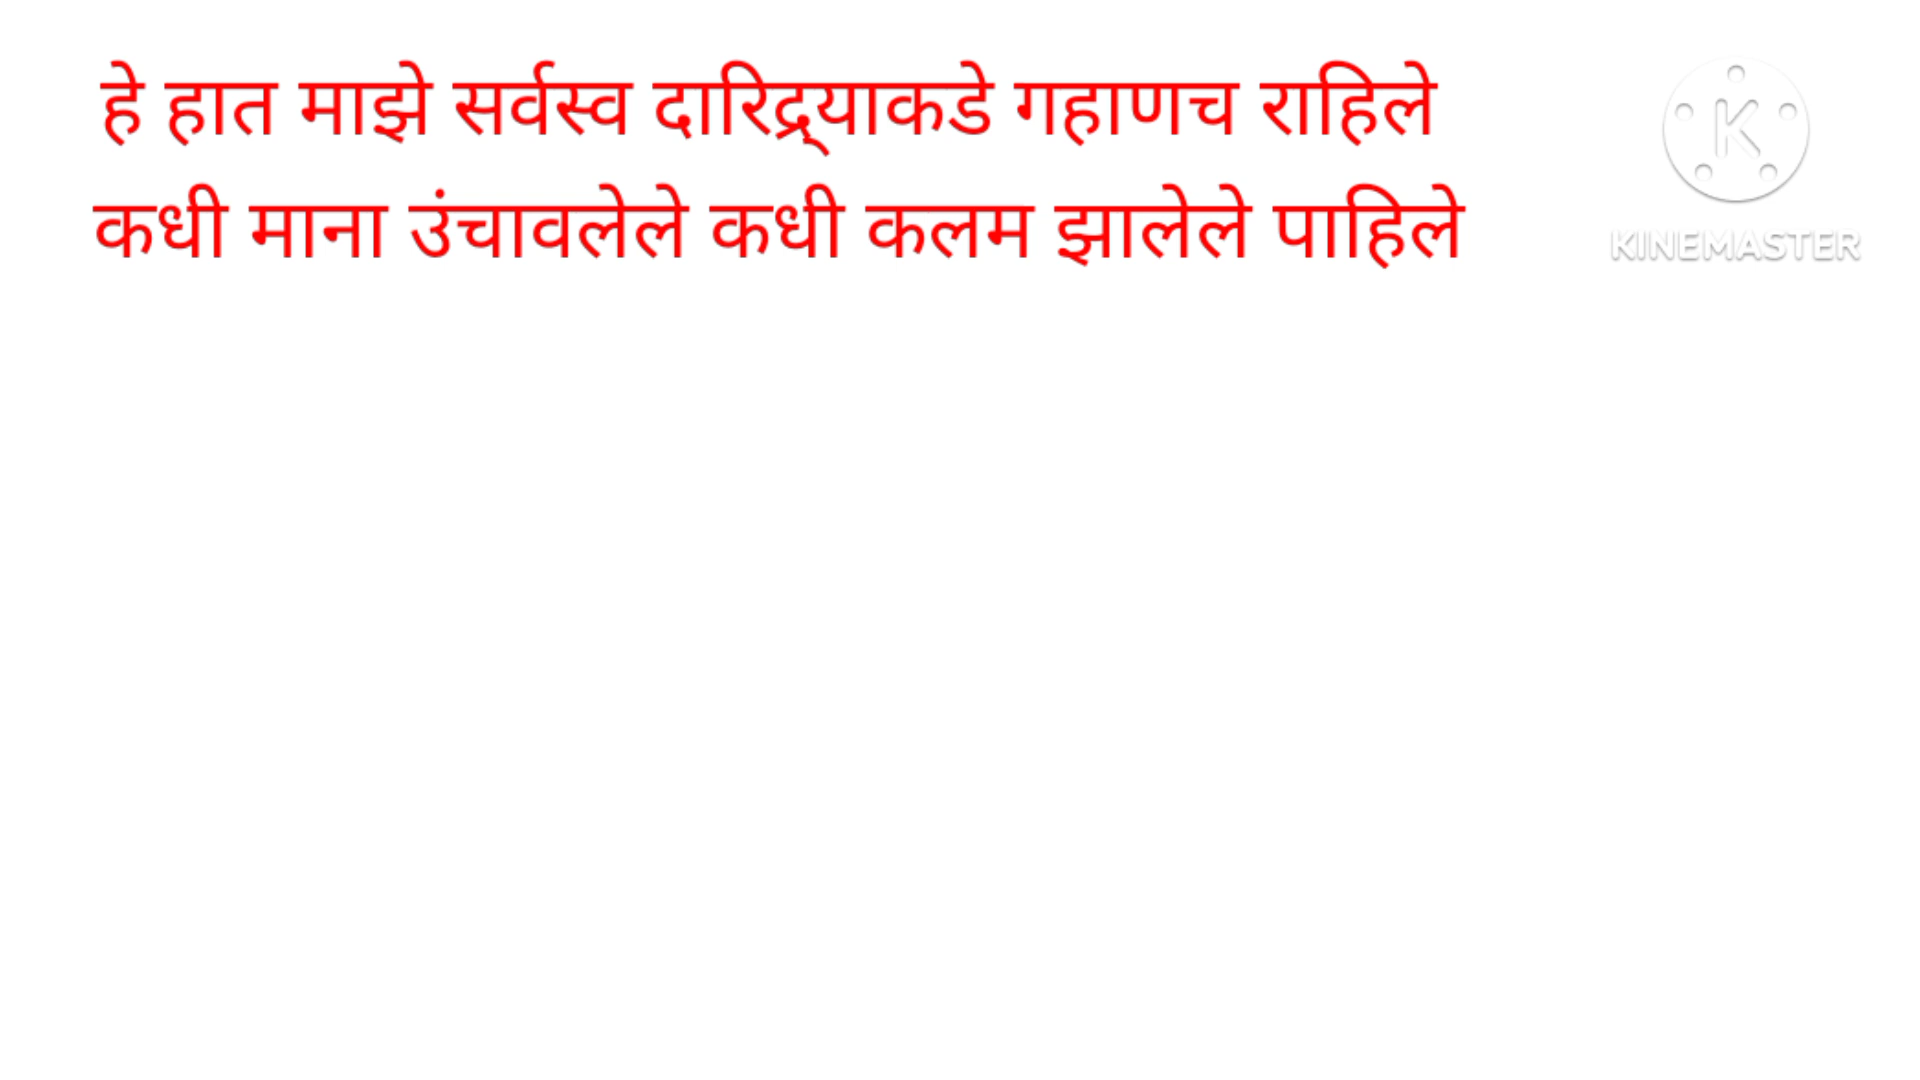 हे हात माझे सर्वस्व दारिद्र्याकडे गहाणच राहिले
कधी माना उंचावलेले कधी कलम झालेले पाहिले
K
KINEMASTER